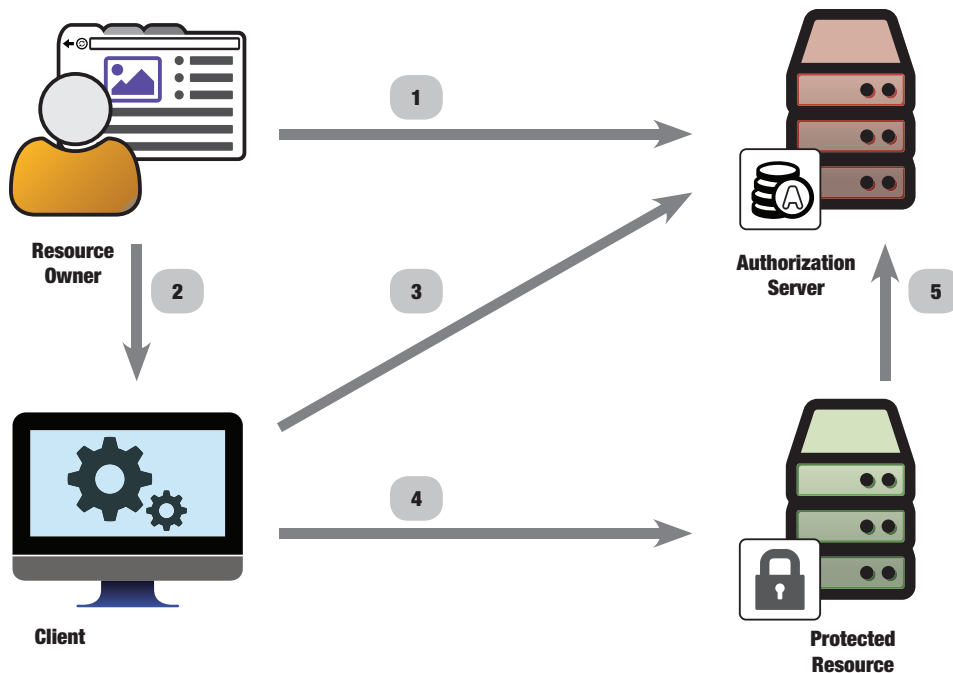 1
A
Resource
Owner
2
3
Authorization
Server
5
4
Client
Protected
Resource